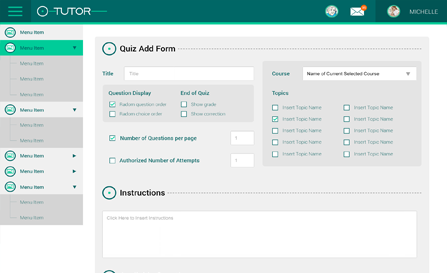 TUTOR
MICHELLE
Menu Item
Menu Item
Menu Item
Menu Item
Menu Item
Menu Item
Menu Item
Menu Item
Menu Item
Menu Item
Menu Item
Menu Item
Menu Item
Quiz Add Form
Title
Title
Question Display
End of Quiz
Random question order
Show grade
Random choice order
Show correction
Number of Questions per page
5
Authorized Number of Attempts
1
Course
Name of Current Selected Course
Topics
Insert Topic Name
Insert Topic Name
Insert Topic Name
Insert Topic Name
Insert Topic Name
Insert Topic Name
Insert Topic Name
Insert Topic Name
Insert Topic Name
Insert Topic Name
Instructions
Click Here to Insert Instructions